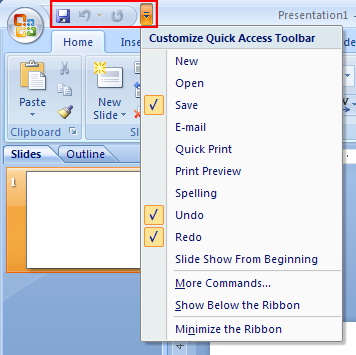 Presentation1 -
Customize Quick Access Toolbar
Home
New
Open
Save
E-mail
Quick Print
Print Preview
Spelling
Undo
Redo
Slide Show From Beginning
More Commands...
Show Below the Ribbon
Minimize the Ribbon
Paste
New
Slide
Clipboard
Slides
Outline
1